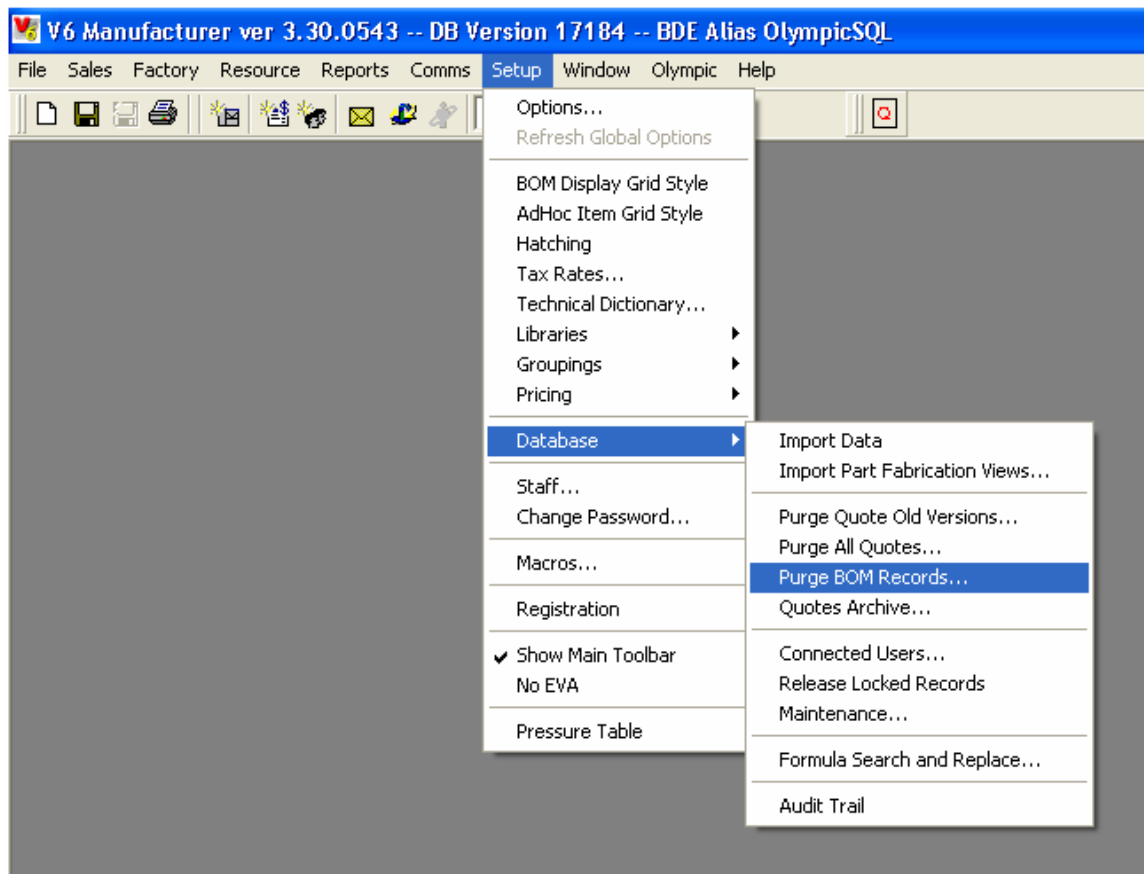 V6 Manufacturer ver 3.30.0543 -- DB Version 17184 -- BDE Alias OlympicSQL
File Sales Factory Resource Reports Comms Setup Window Olympic Help
Q
Options...
Refresh Global Options
BOM Display Grid Style
AdHoc Item Grid Style
Hatching
Tax Rates...
Technical Dictionary...
Libraries
Groupings
Pricing
Database
Staff...
Change Password...
Macros...
Registration
Show Main Toolbar
No EVA
Pressure Table
Import Data
Import Part Fabrication Views...
Purge Quote Old Versions...
Purge All Quotes...
Purge BOM Records...
Quotes Archive...
Connected Users...
Release Locked Records
Maintenance...
Formula Search and Replace...
Audit Trail